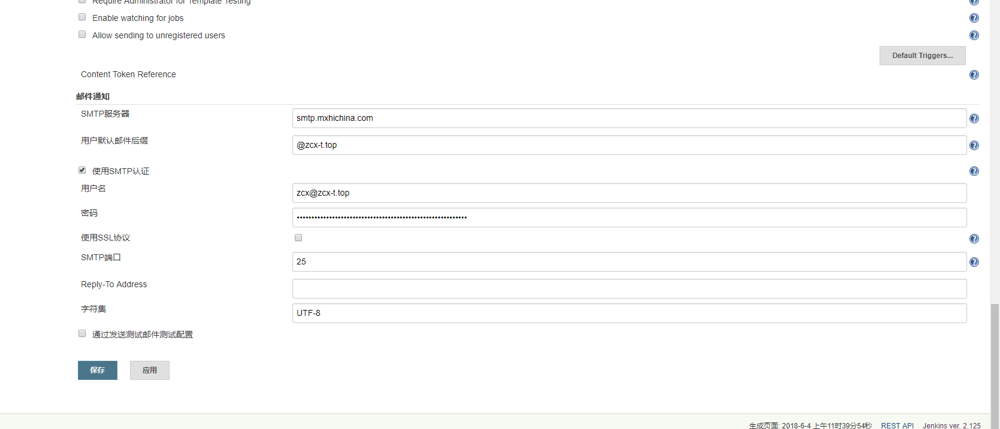 Require Administrator for Template Testing
Enable watching for jobs
Allow sending to unregistered users
Default Triggers...
Content Token Reference
邮件通知
SMTP服务器 smtp.mxhichina.com
用户默认邮件后缀 @zcx-t.top
使用SMTP认证
用户名 zcx@zcx-t.top
密码
使用SSL协议
SMTP端口 25
Reply-To Address
字符集 UTF-8
通过发送测试邮件测试配置
保存 应用
生成页面: 2018-6-4 上午11时39分54秒 REST API Jenkins ver. 2.125